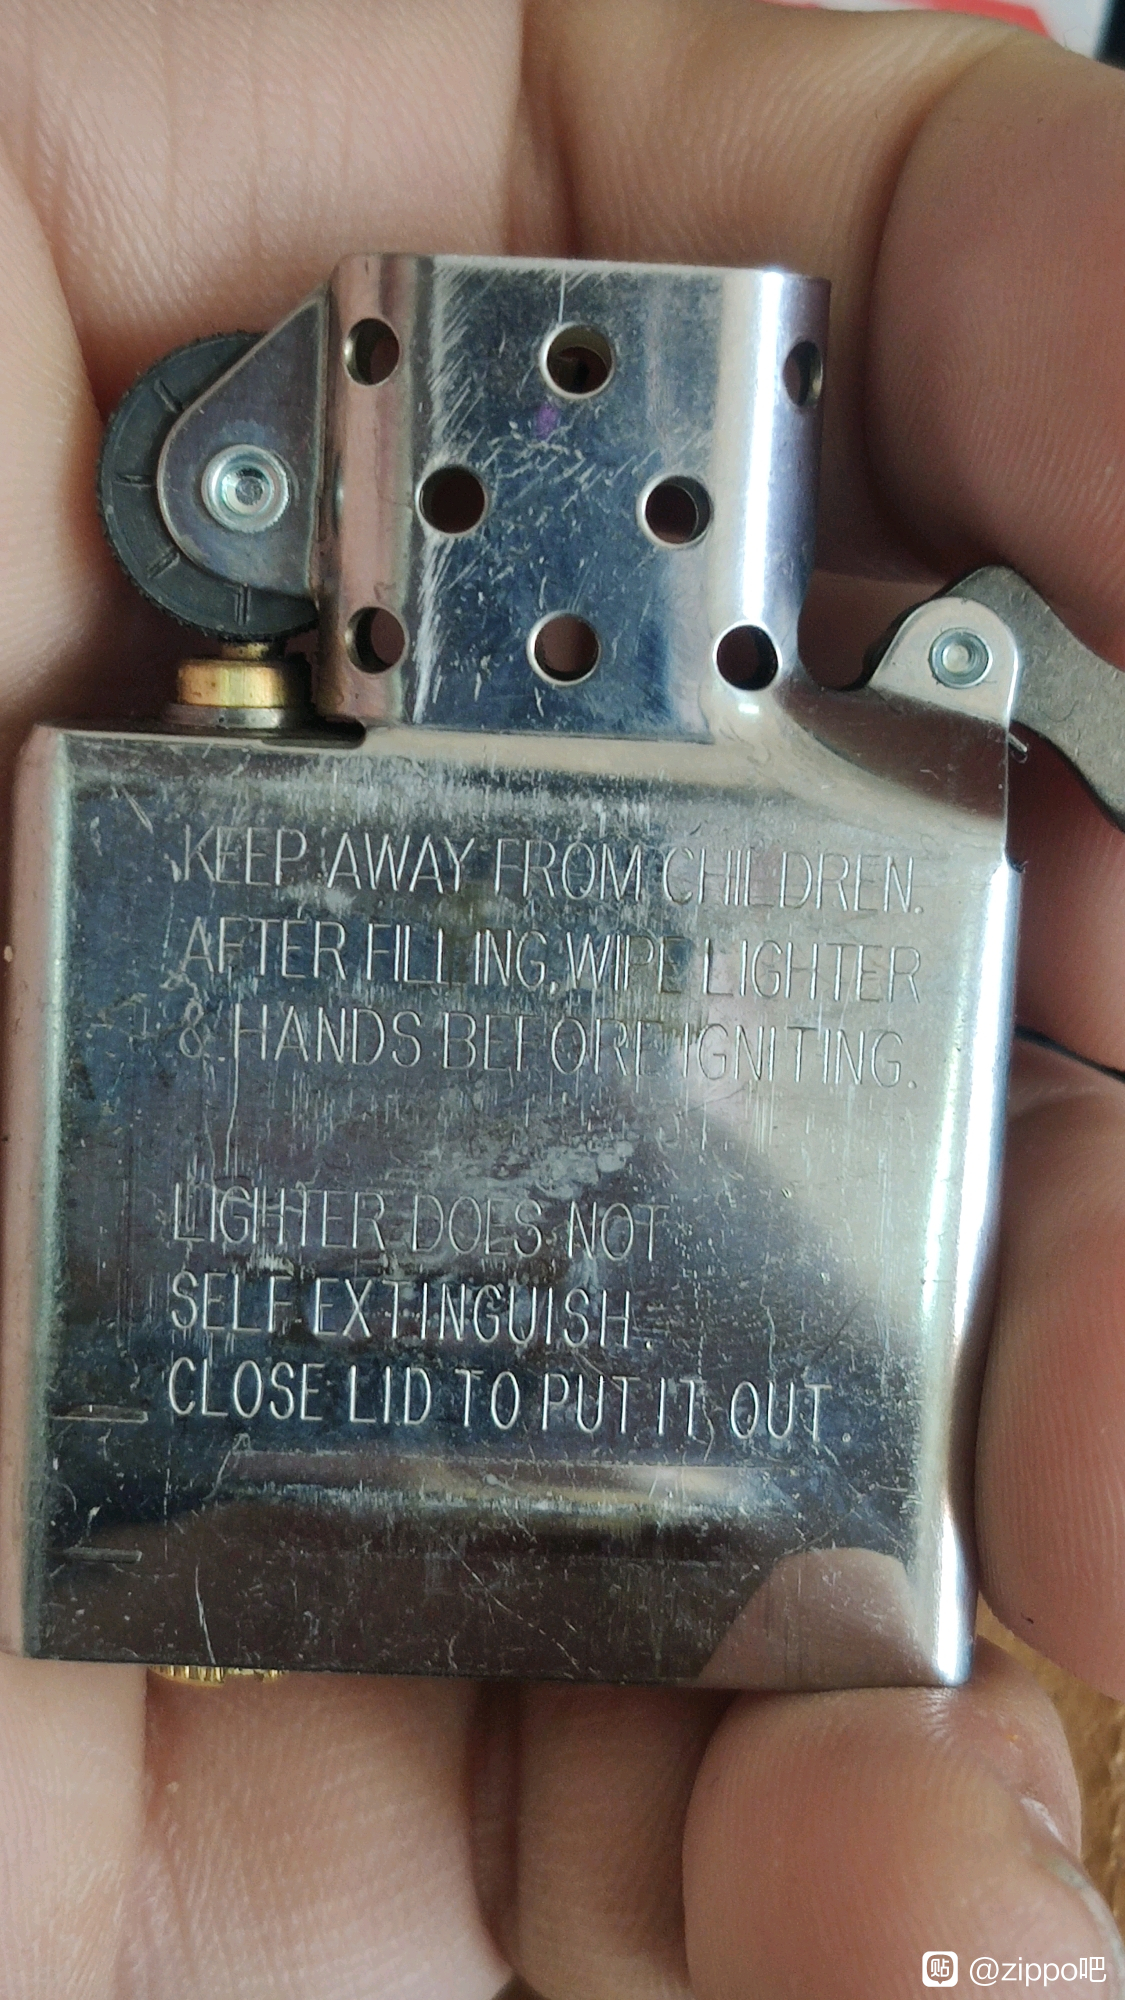 KEEP AWAY FROM CHILDREN.
AFTER FILLING, WIPE LIGHTER
& HANDS BEFORE IGNITING.
LIGHTER DOES NOT
SELF EXTINGUISH.
CLOSE LID TO PUT IT OUT.
贴 @zippo吧